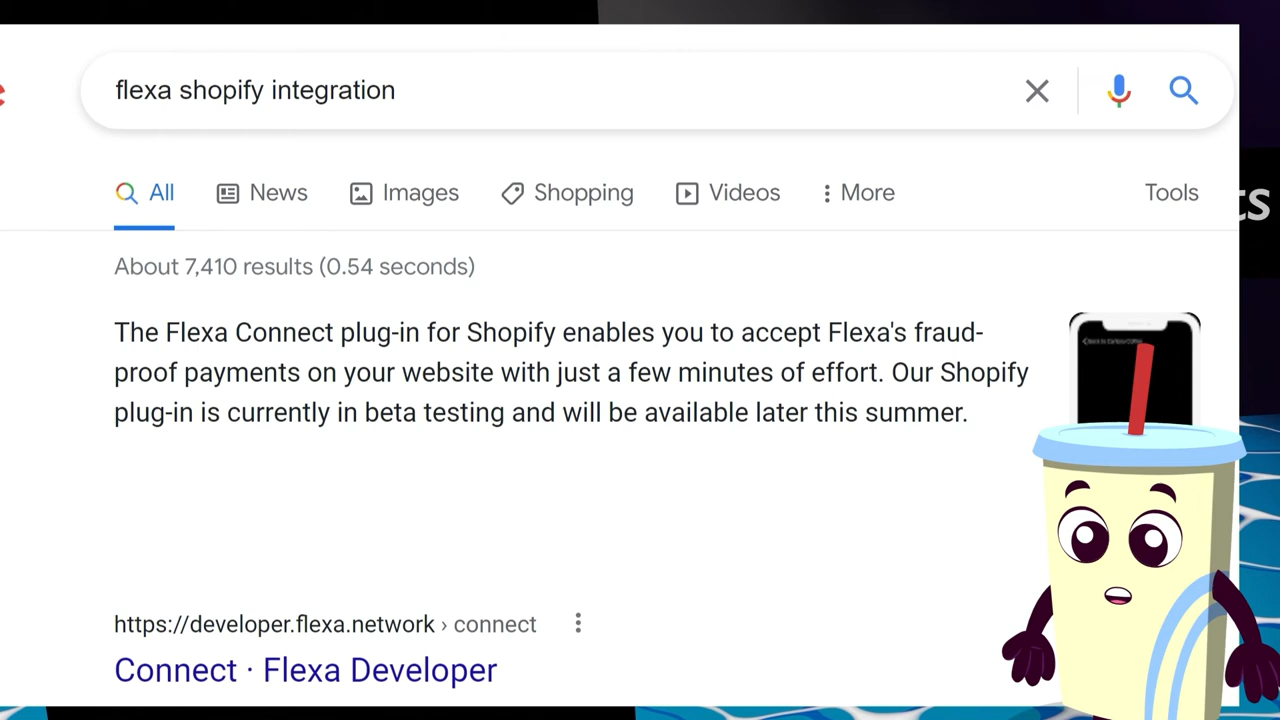 flexa shopify integration
All News Images Shopping Videos More Tools
ts
About 7,410 results (0.54 seconds)
The Flexa Connect plug-in for Shopify enables you to accept Flexa's fraud-
proof payments on your website with just a few minutes of effort. Our Shopify
plug-in is currently in beta testing and will be available later this summer.
https://developer.flexa.network › connect
Connect · Flexa Developer